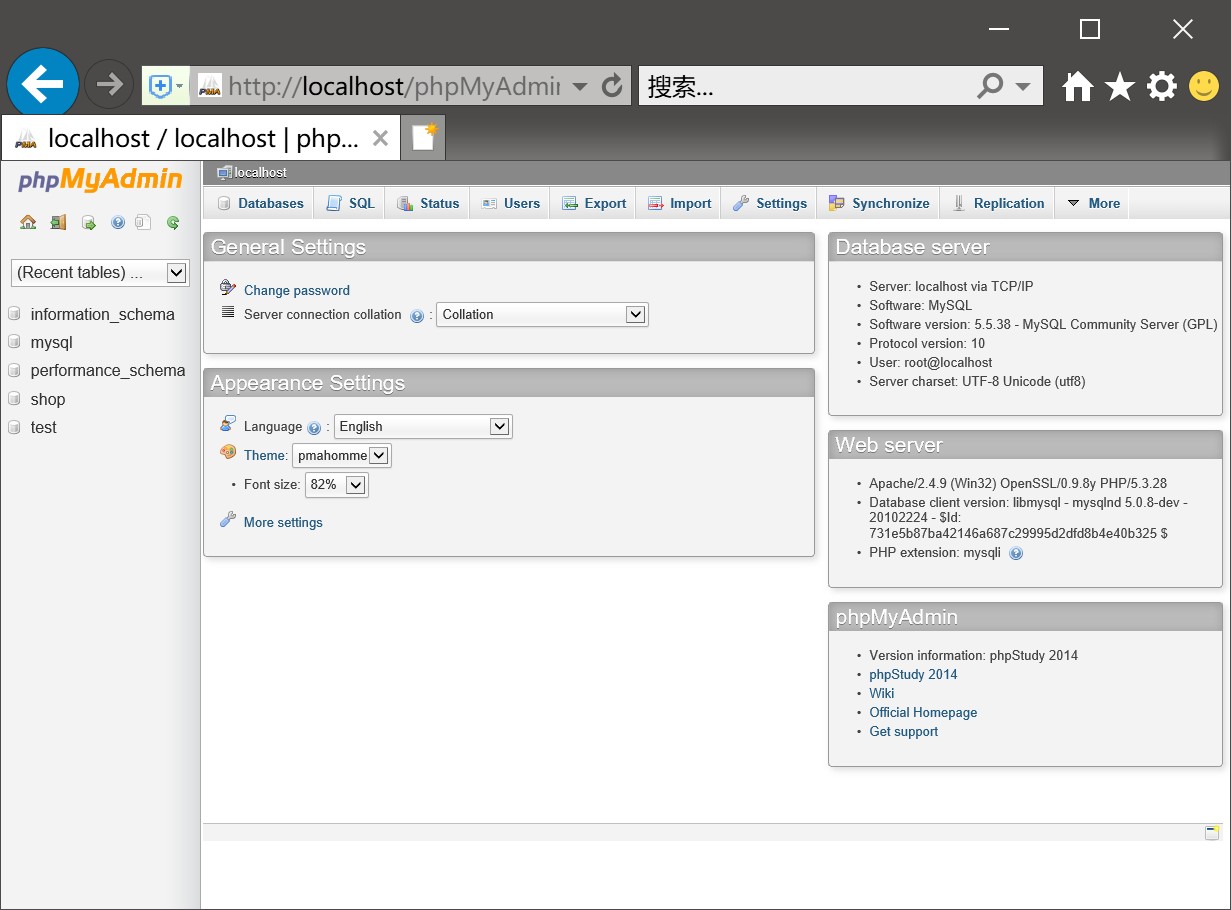 http://localhost/phpMyAdmin
搜索...
localhost / localhost | php...
phpMyAdmin
localhost
Databases SQL Status Users Export Import Settings Synchronize Replication More
(Recent tables) ...
information_schema
mysql
performance_schema
shop
test
General Settings
Change password
Server connection collation : Collation
Appearance Settings
Language : English
Theme: pmahomme
• Font size: 82%
More settings
Database server
• Server: localhost via TCP/IP
• Software: MySQL
• Software version: 5.5.38 - MySQL Community Server (GPL)
• Protocol version: 10
• User: root@localhost
• Server charset: UTF-8 Unicode (utf8)
Web server
• Apache/2.4.9 (Win32) OpenSSL/0.9.8y PHP/5.3.28
• Database client version: libmysql - mysqlnd 5.0.8-dev -
20102224 - $Id:
731e5b87ba42146a687c29995d2dfd8b4e40b325 $
• PHP extension: mysqli
phpMyAdmin
• Version information: phpStudy 2014
• phpStudy 2014
• Wiki
• Official Homepage
• Get support